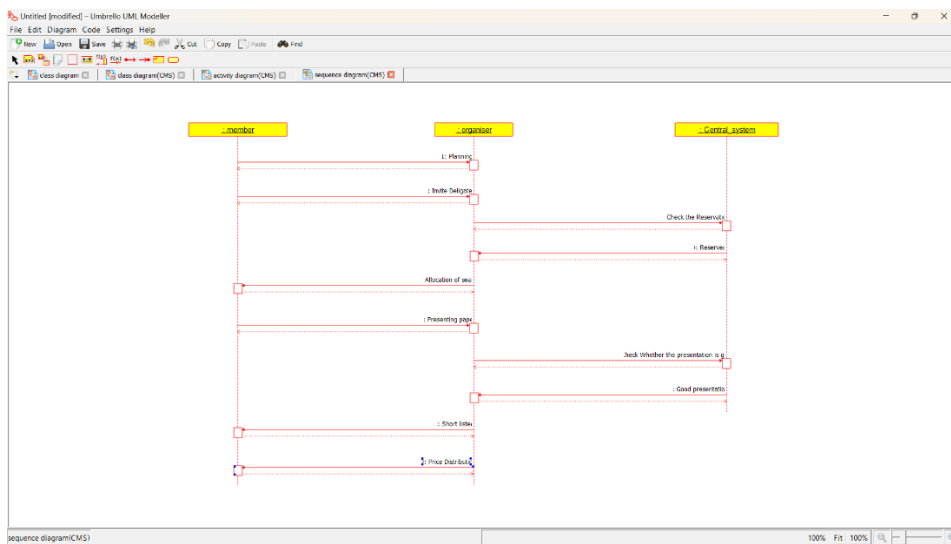 Untitled [modified] – Umbrello UML Modeller
File Edit Diagram Code Settings Help
New Open Save Cut Copy Paste Find
class diagram class diagram(CMS) activity diagram(CMS) sequence diagram(CMS)
: member : organiser : Central_system
1: Planning
: Invite Deligate
Check the Reservatio
: Reserved
Allocation of sea
: Presenting pape
heck Whether the presentation is g
: Good presentatio
: Short liste
: Price Distributio
sequence diagram(CMS) 100% Fit 100%